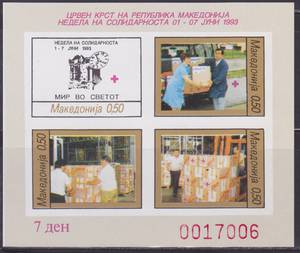 ЦРВЕН КРСТ НА РЕПУБЛИКА МАКЕДОНИЈА
НЕДЕЛА НА СОЛИДАРНОСТА 01 - 07 ЈУНИ 1993
НЕДЕЛА НА СОЛИДАРНОСТА
1 - 7 ЈУНИ 1993
МИР ВО СВЕТОТ
Македонија 0,50
Македонија 0,50
Македонија 0,50
Македонија 0,50
7 ден
0017006